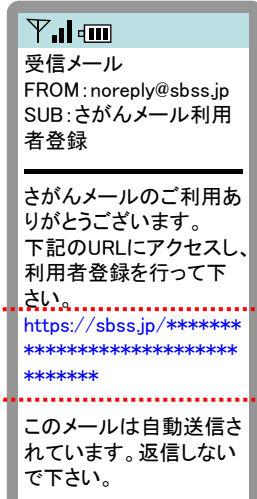 受信メール
FROM：noreply@sbss.jp
SUB：さがんメール利用
者登録
さがんメールのご利用あ
りがとうございます。
下記のURLにアクセスし、
利用者登録を行って下
さい。
https://sbss.jp/*******
********************
*******
このメールは自動送信さ
れています。返信しない
で下さい。